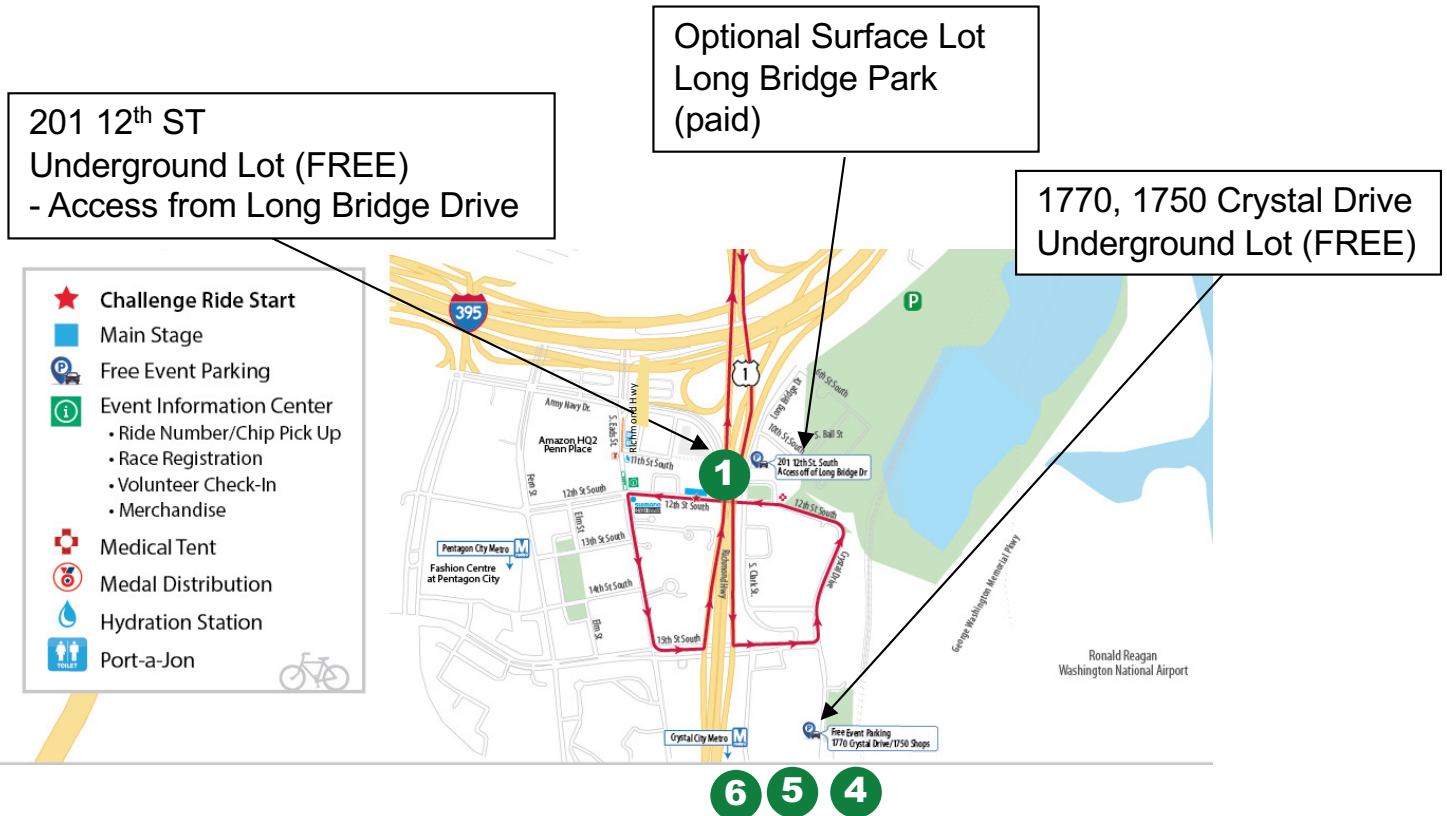 Optional Surface Lot
Long Bridge Park
(paid)
201 12th ST
Underground Lot (FREE)
- Access from Long Bridge Drive
1770, 1750 Crystal Drive
Underground Lot (FREE)
Challenge Ride Start
Main Stage
Free Event Parking
Event Information Center
• Ride Number/Chip Pick Up
• Race Registration
• Volunteer Check-In
• Merchandise
Medical Tent
Medal Distribution
Hydration Station
TOILET
Port-a-Jon
395
P
1
6th St South
Long Bridge Dr
Army Navy Dr.
S. Eads St.
Richmond Hwy
10th St South
S. Ball St
Amazon HQ2
Penn Place
11th St South
1
201 12th St. South
Access off of Long Bridge Dr
Fern St
12th St South
12th St South
12th St South
Elm St
13th St South
Pentagon City Metro
M
Fashion Centre
at Pentagon City
14th St South
Richmond Hwy
S. Clark St.
Crystal Drive
George Washington Memorial Pkwy
Elm St
15th St South
Ronald Reagan
Washington National Airport
Crystal City Metro
M
Free Event Parking
1770 Crystal Drive/1750 Shops
6 5 4